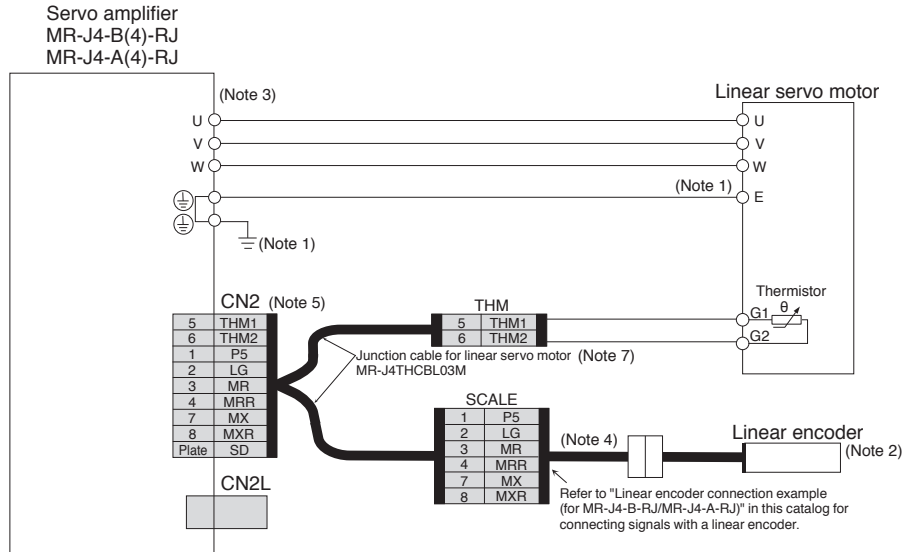 Servo amplifier
MR-J4-B(4)-RJ
MR-J4-A(4)-RJ
(Note 3)
Linear servo motor
U
U
V
V
W
W
(Note 1)
E
(Note 1)
CN2 (Note 5)
5 THM1
6 THM2
1 P5
2 LG
3 MR
4 MRR
7 MX
8 MXR
Plate SD
CN2L
THM
5 THM1
6 THM2
Thermistor
θ
G1
G2
Junction cable for linear servo motor (Note 7)
MR-J4THCBL03M
SCALE
1 P5
2 LG
3 MR
4 MRR
7 MX
8 MXR
(Note 4)
Linear encoder
(Note 2)
Refer to "Linear encoder connection example
(for MR-J4-B-RJ/MR-J4-A-RJ)" in this catalog for
connecting signals with a linear encoder.